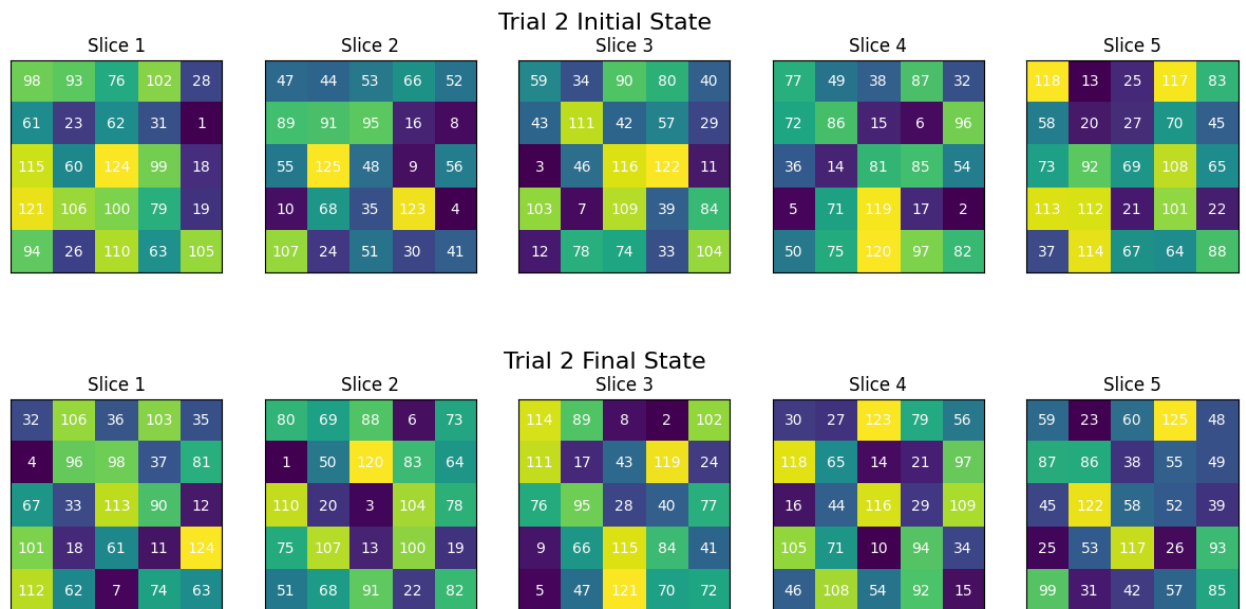 Trial 2 Initial State
Slice 1 Slice 2 Slice 3 Slice 4 Slice 5
98 93 76 102 28 47 44 53 66 52 59 34 90 80 40 77 49 38 87 32 118 13 25 117 83
61 23 62 31 1 89 91 95 16 8 43 111 42 57 29 72 86 15 6 96 58 20 27 70 45
115 60 124 99 18 55 125 48 9 56 3 46 116 122 11 36 14 81 85 54 73 92 69 108 65
121 106 100 79 19 10 68 35 123 4 103 7 109 39 84 5 71 119 17 2 113 112 21 101 22
94 26 110 63 105 107 24 51 30 41 12 78 74 33 104 50 75 120 97 82 37 114 67 64 88
Trial 2 Final State
Slice 1 Slice 2 Slice 3 Slice 4 Slice 5
32 106 36 103 35 80 69 88 6 73 114 89 8 2 102 30 27 123 79 56 59 23 60 125 48
4 96 98 37 81 1 50 120 83 64 111 17 43 119 24 118 65 14 21 97 87 86 38 55 49
67 33 113 90 12 110 20 3 104 78 76 95 28 40 77 16 44 116 29 109 45 122 58 52 39
101 18 61 11 124 75 107 13 100 19 9 66 115 84 41 105 71 10 94 34 25 53 117 26 93
112 62 7 74 63 51 68 91 22 82 5 47 121 70 72 46 108 54 92 15 99 31 42 57 85